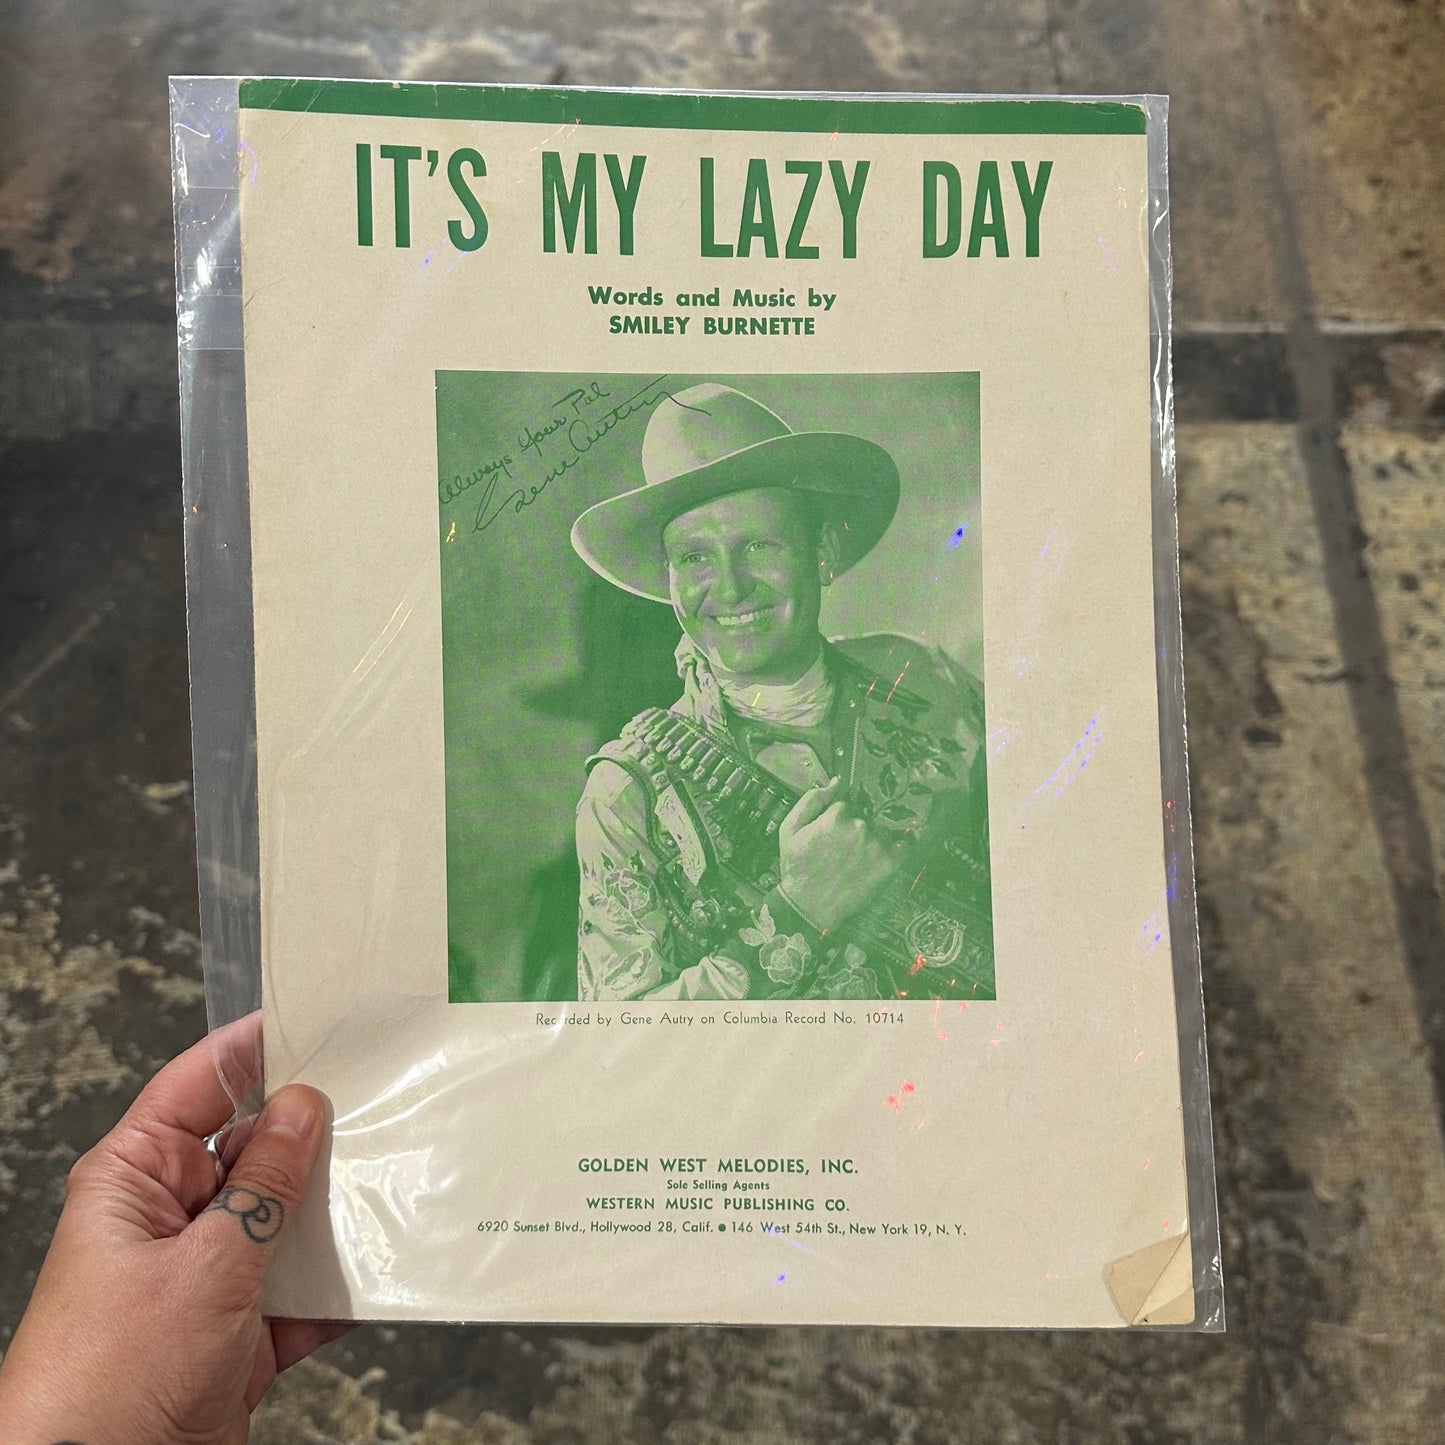 IT'S MY LAZY DAY
Words and Music by
SMILEY BURNETTE
Always Your Pal
Gene Autry
Recorded by Gene Autry on Columbia Record No. 10714
GOLDEN WEST MELODIES, INC.
Sole Selling Agents
WESTERN MUSIC PUBLISHING CO.
6920 Sunset Blvd., Hollywood 28, Calif. ● 146 West 54th St., New York 19, N. Y.